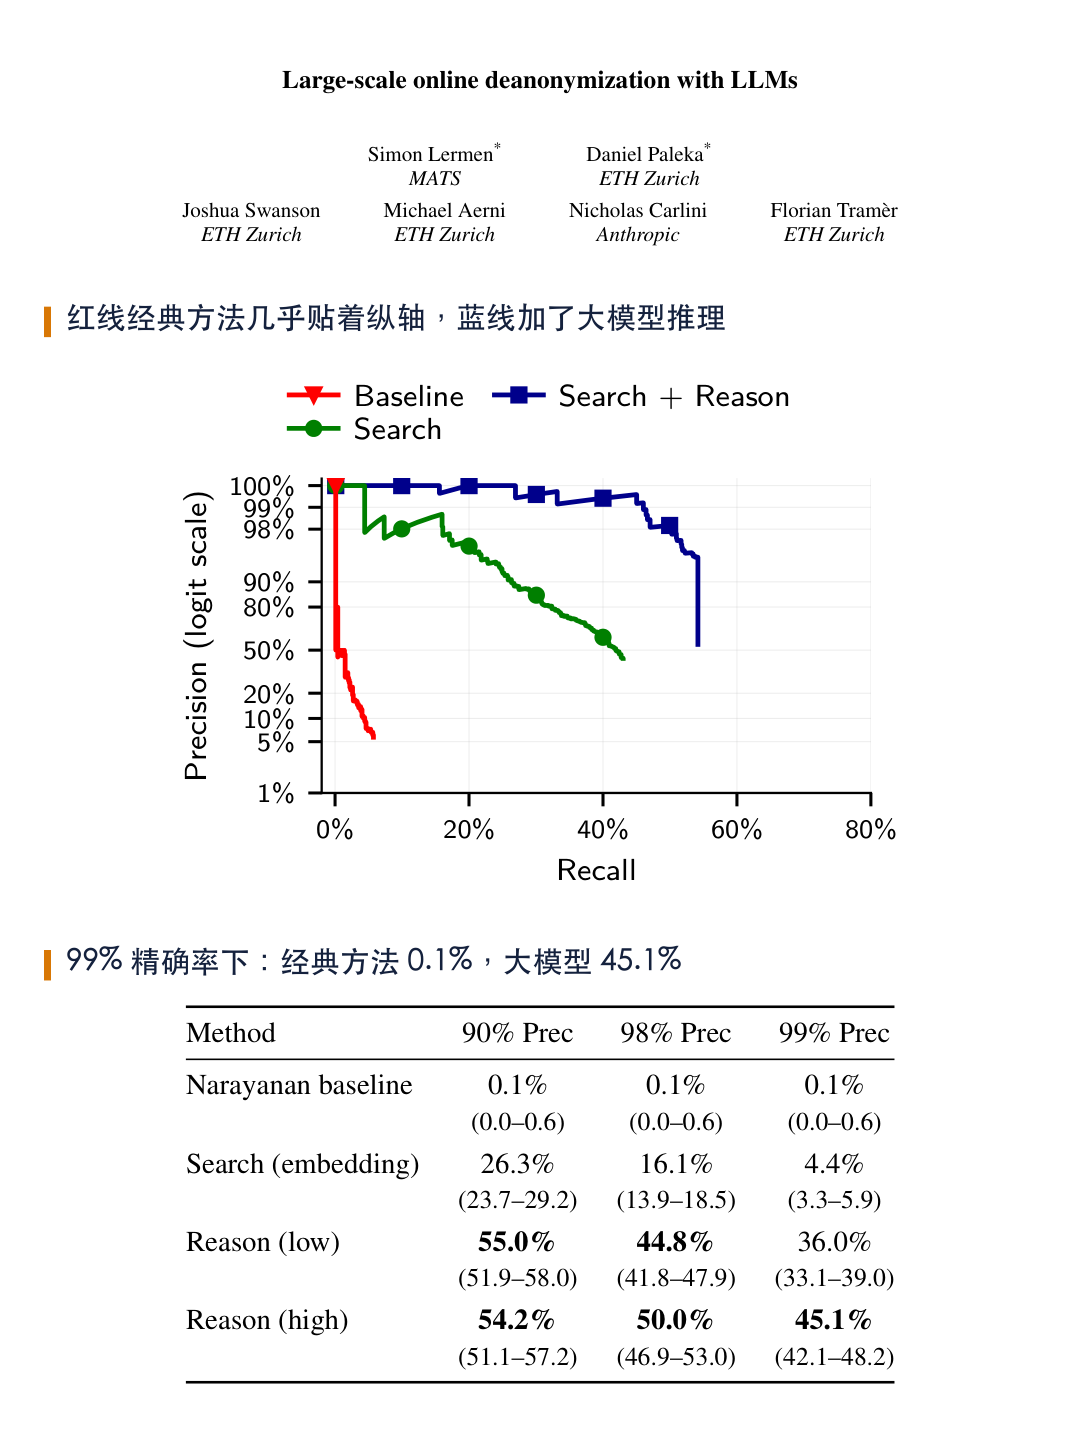 Large-scale online deanonymization with LLMs
Simon Lermen* Daniel Paleka*
MATS ETH Zurich
Joshua Swanson Michael Aerni Nicholas Carlini Florian Tramèr
ETH Zurich ETH Zurich Anthropic ETH Zurich
红线经典方法几乎贴着纵轴，蓝线加了大模型推理
Baseline Search + Reason
Search
100%
99%
98%
90%
80%
50%
20%
10%
5%
1%
Precision (logit scale)
0% 20% 40% 60% 80%
Recall
99% 精确率下：经典方法 0.1%，大模型 45.1%
Method 90% Prec 98% Prec 99% Prec
Narayanan baseline 0.1% 0.1% 0.1%
(0.0–0.6) (0.0–0.6) (0.0–0.6)
Search (embedding) 26.3% 16.1% 4.4%
(23.7–29.2) (13.9–18.5) (3.3–5.9)
Reason (low) 55.0% 44.8% 36.0%
(51.9–58.0) (41.8–47.9) (33.1–39.0)
Reason (high) 54.2% 50.0% 45.1%
(51.1–57.2) (46.9–53.0) (42.1–48.2)